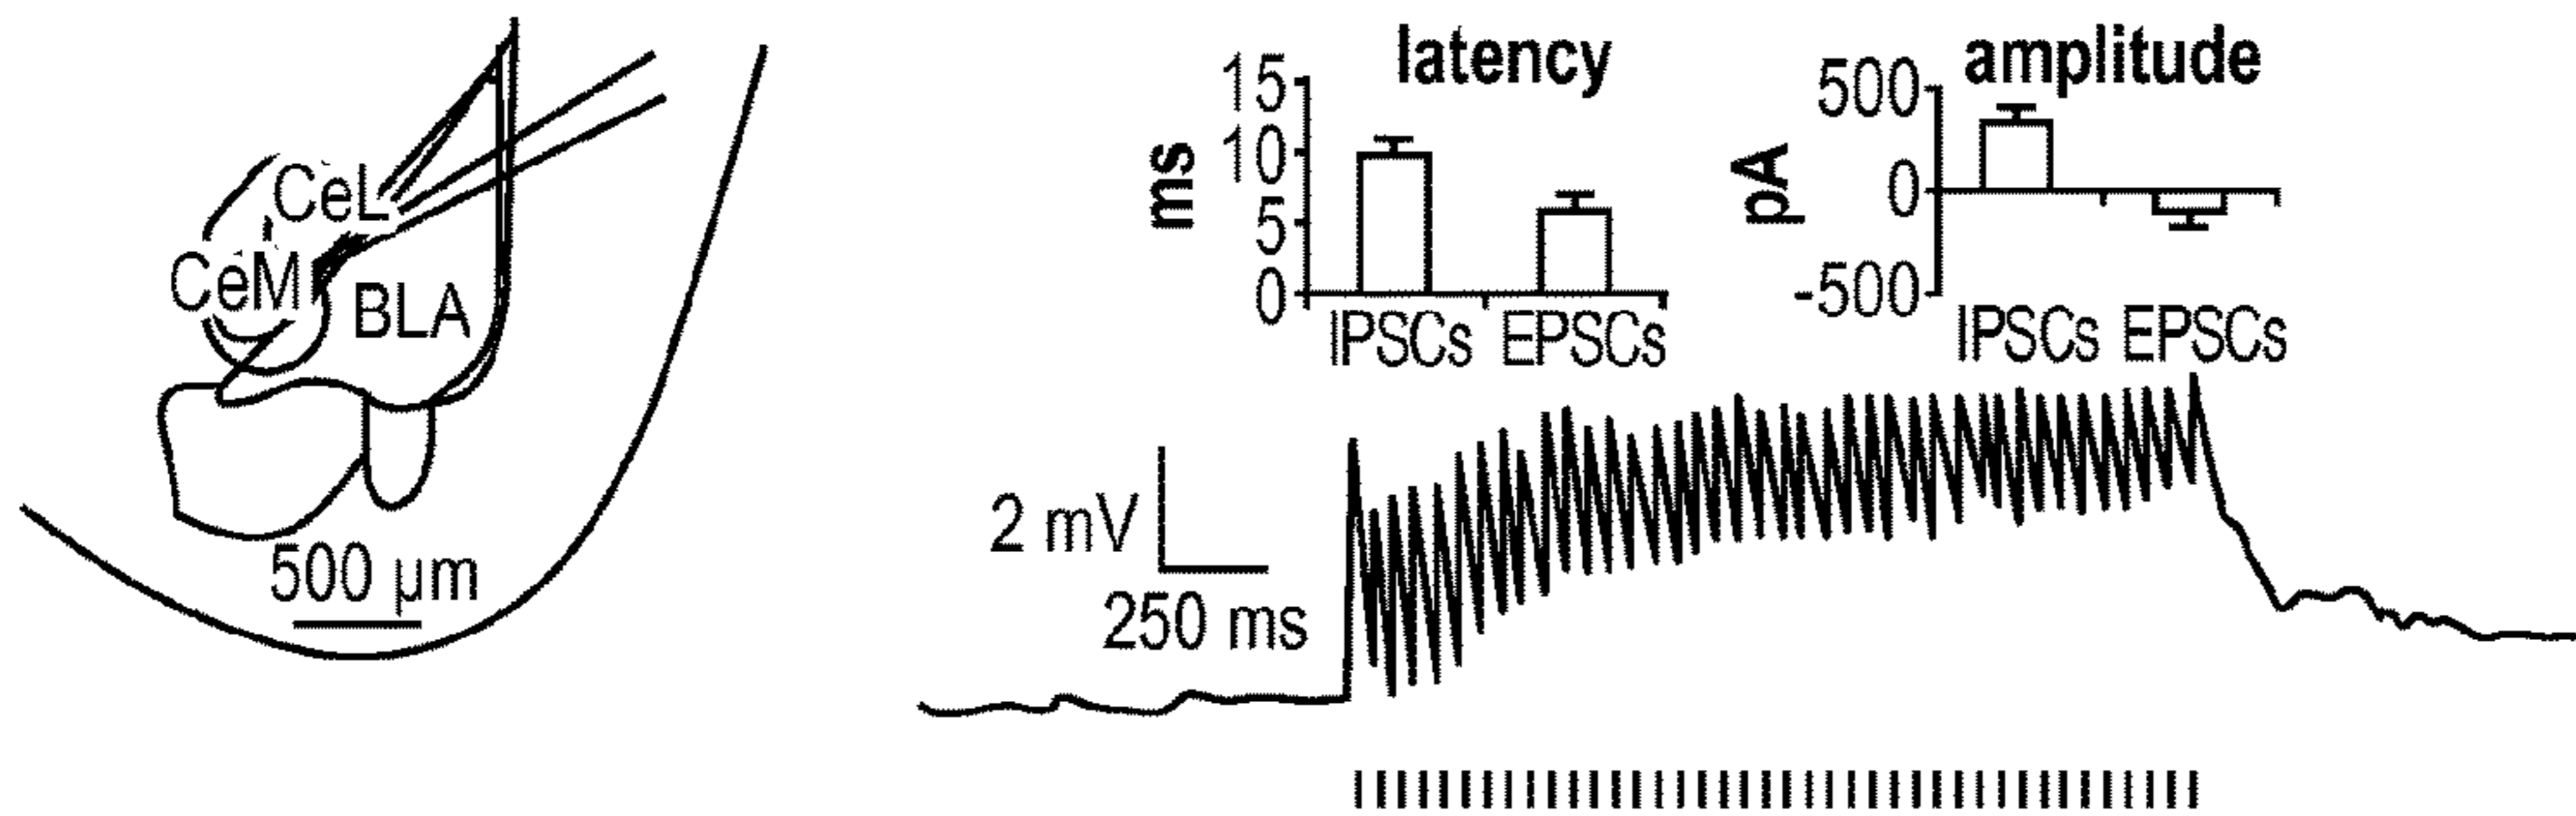 CeL
CeM
BLA
500 µm
latency
ms
15
10
5
0
IPSCs EPSCs
amplitude
pA
500
0
-500
IPSCs EPSCs
2 mV
250 ms